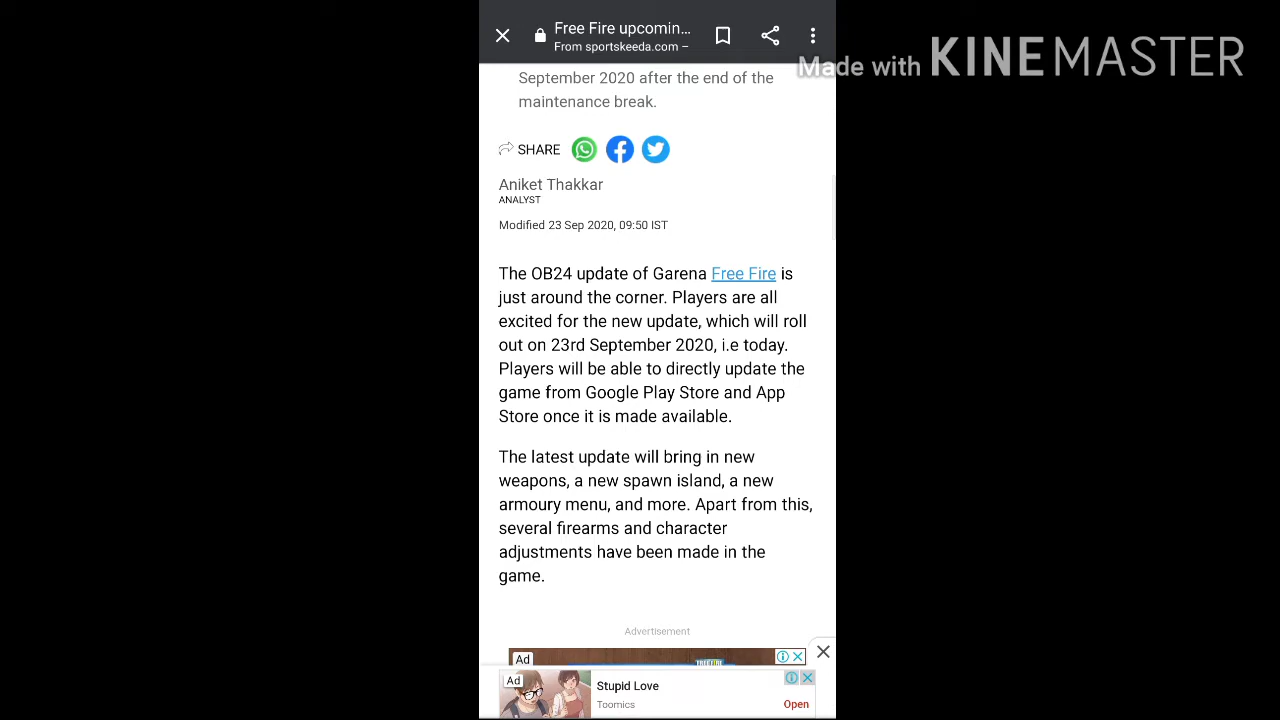 Free Fire upcomin...
From sportskeeda.com –
Made with KINEMASTER
September 2020 after the end of the
maintenance break.
SHARE
Aniket Thakkar
ANALYST
Modified 23 Sep 2020, 09:50 IST
The OB24 update of Garena Free Fire is
just around the corner. Players are all
excited for the new update, which will roll
out on 23rd September 2020, i.e today.
Players will be able to directly update the
game from Google Play Store and App
Store once it is made available.
The latest update will bring in new
weapons, a new spawn island, a new
armoury menu, and more. Apart from this,
several firearms and character
adjustments have been made in the
game.
Advertisement
Ad
Ad
Stupid Love
Toomics
Open